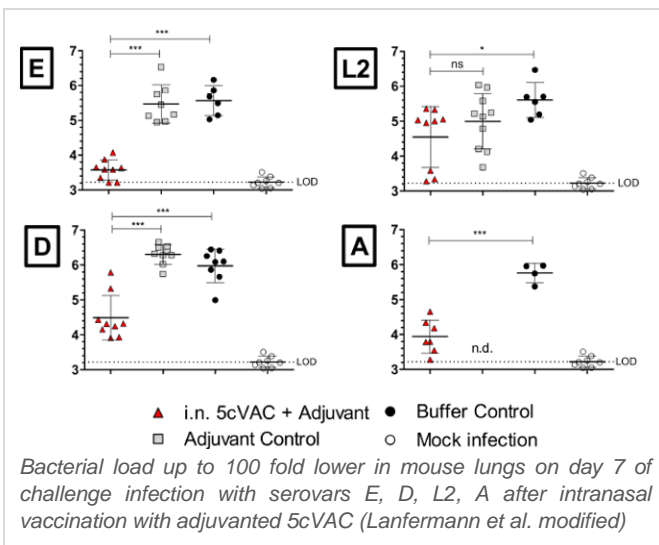 E
7
6
5
4
3
***
***
LOD
L2
7
6
5
4
3
*
ns
LOD
D
7
6
5
4
3
***
***
LOD
A
7
6
5
4
3
***
n.d.
LOD
i.n. 5cVAC + Adjuvant
Buffer Control
Adjuvant Control
Mock infection
Bacterial load up to 100 fold lower in mouse lungs on day 7 of
challenge infection with serovars E, D, L2, A after intranasal
vaccination with adjuvanted 5cVAC (Lanfermann et al. modified)